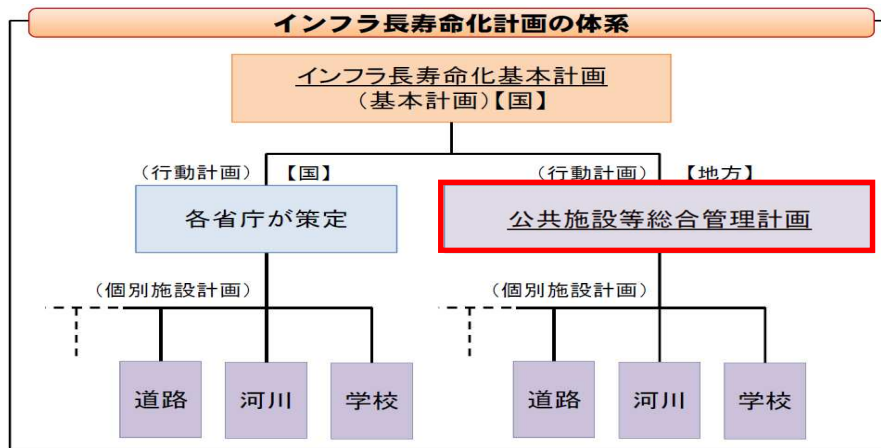 インフラ長寿命化計画の体系
インフラ長寿命化基本計画
(基本計画)【国】
(行動計画) 【国】
(行動計画) 【地方】
各省庁が策定
公共施設等総合管理計画
(個別施設計画)
(個別施設計画)
道路
河川
学校
道路
河川
学校